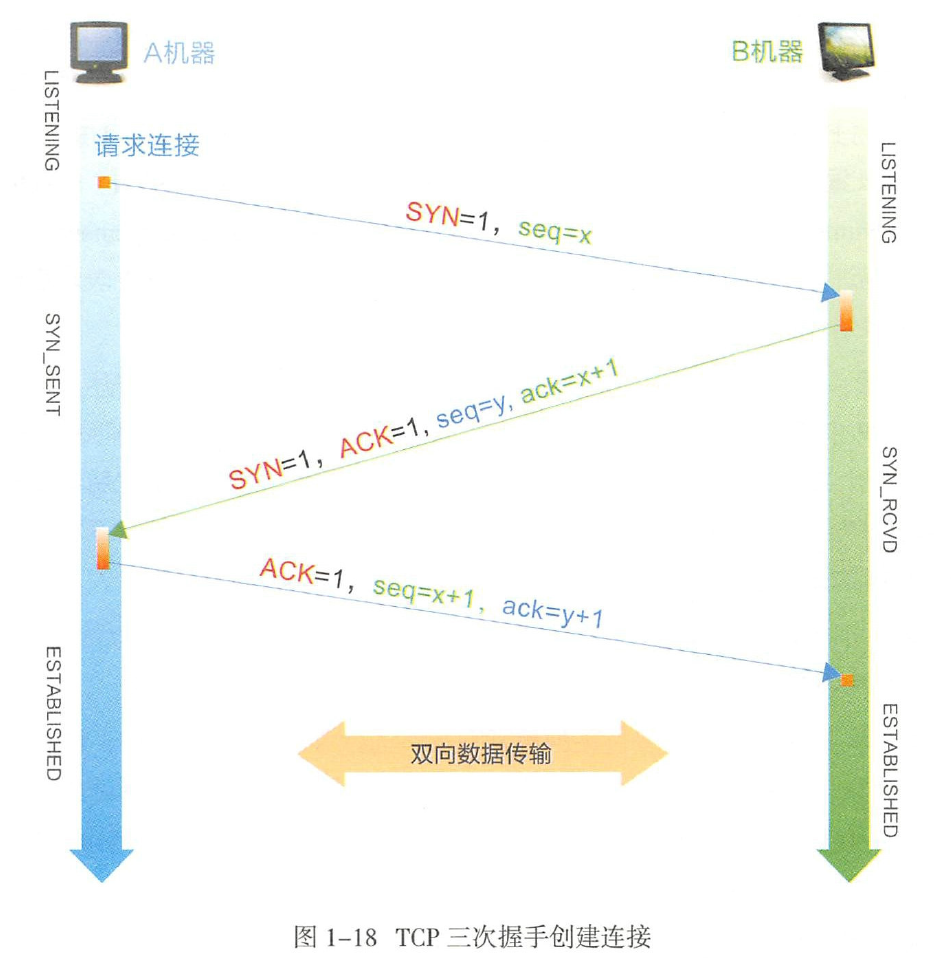 A机器
B机器
LISTENING
请求连接
LISTENING
SYN=1，seq=x
SYN_SENT
SYN=1，ACK=1, seq=y, ack=x+1
SYN_RCVD
ACK=1，seq=x+1，ack=y+1
ESTABLISHED
双向数据传输
ESTABLISHED
图 1-18 TCP 三次握手创建连接